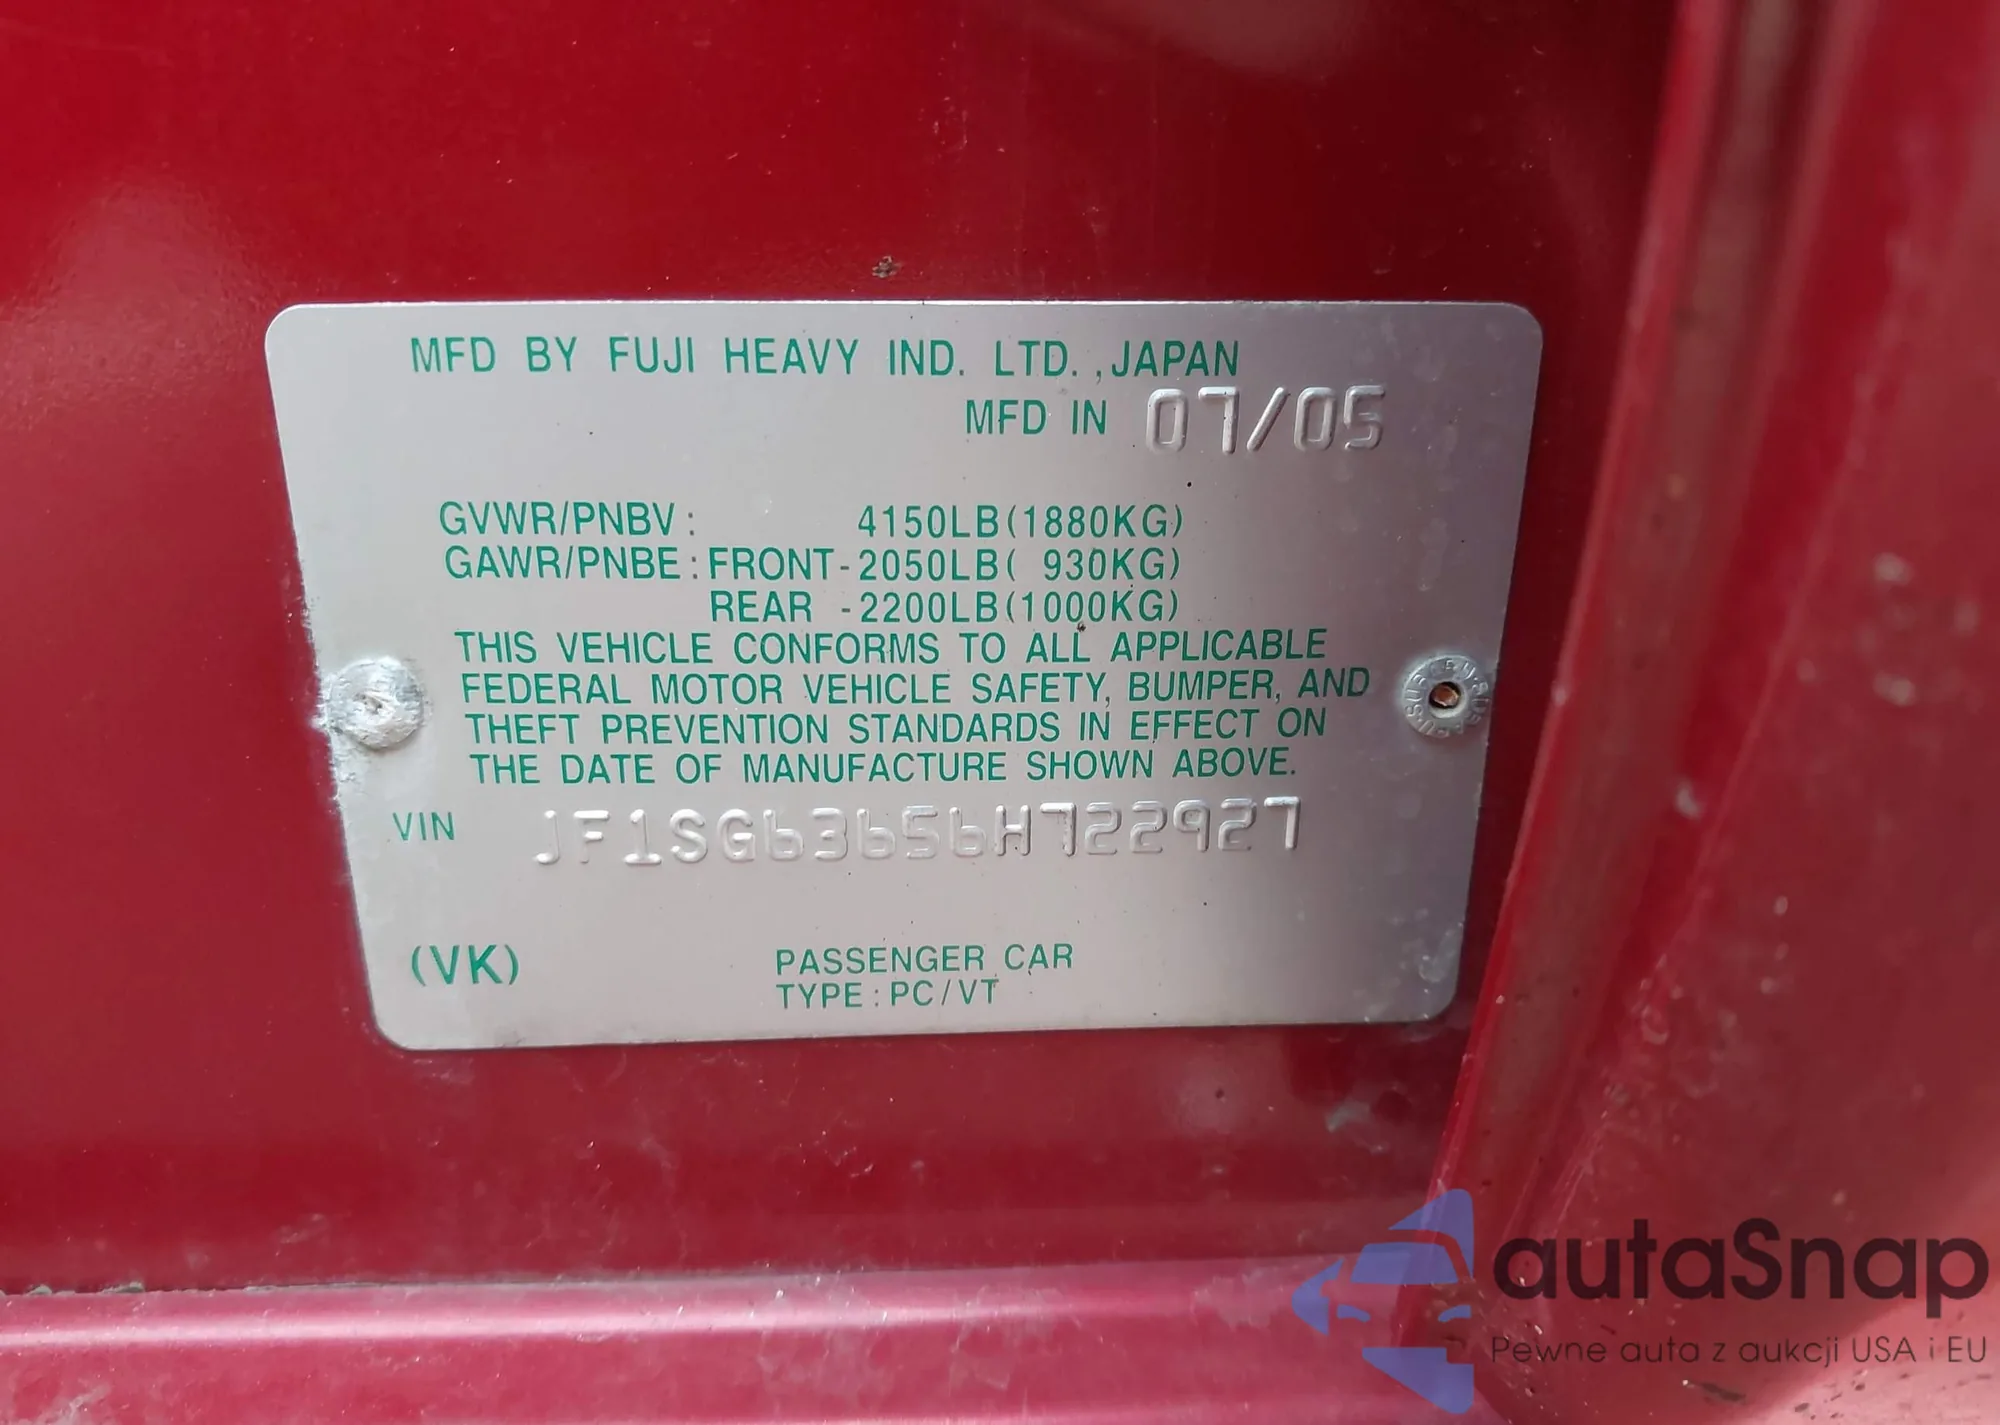 MFD BY FUJI HEAVY IND. LTD.,JAPAN
MFD IN 07/05
GVWR/PNBV: 4150LB(1880KG)
GAWR/PNBE:FRONT-2050LB( 930KG)
REAR -2200LB(1000KG)
THIS VEHICLE CONFORMS TO ALL APPLICABLE
FEDERAL MOTOR VEHICLE SAFETY, BUMPER, AND
THEFT PREVENTION STANDARDS IN EFFECT ON
THE DATE OF MANUFACTURE SHOWN ABOVE.
VIN JF1SG63656H722927
(VK)
PASSENGER CAR
TYPE:PC/VT
autaSnap
Pewne auta z aukcji USA i EU